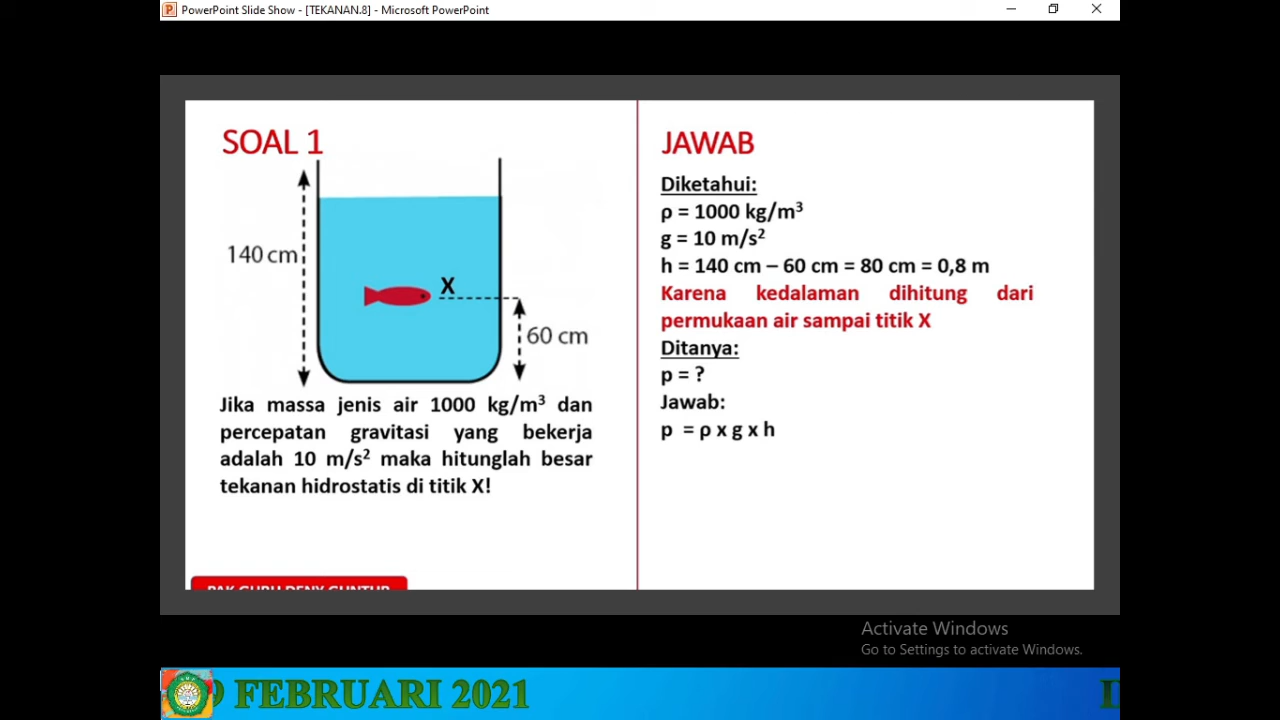 PowerPoint Slide Show - [TEKANAN.8] - Microsoft PowerPoint
SOAL 1
140 cm
X
60 cm
Jika massa jenis air 1000 kg/m³ dan
percepatan gravitasi yang bekerja
adalah 10 m/s² maka hitunglah besar
tekanan hidrostatis di titik X!
PAK GURU DENY GUNTUR
JAWAB
Diketahui:
ρ = 1000 kg/m³
g = 10 m/s²
h = 140 cm – 60 cm = 80 cm = 0,8 m
Karena kedalaman dihitung dari
permukaan air sampai titik X
Ditanya:
p = ?
Jawab:
p = ρ x g x h
Activate Windows
Go to Settings to activate Windows.
FEBRUARI 2021